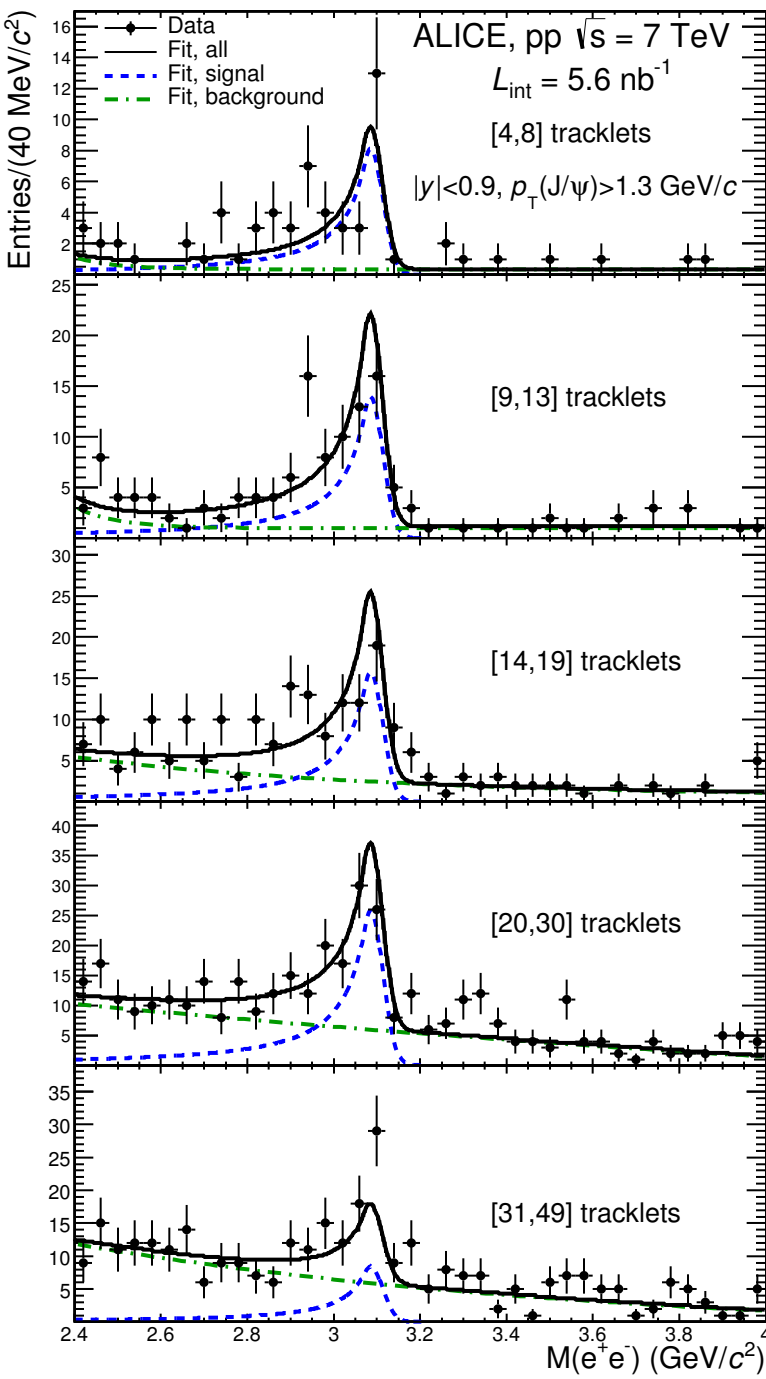 Entries/(40 MeV/c²)
Data
Fit, all
Fit, signal
Fit, background
ALICE, pp √s = 7 TeV
L_int = 5.6 nb⁻¹
[4,8] tracklets
|y|<0.9, p_T(J/ψ)>1.3 GeV/c
16
14
12
10
8
6
4
2
[9,13] tracklets
25
20
15
10
5
[14,19] tracklets
30
25
20
15
10
5
[20,30] tracklets
40
35
30
25
20
15
10
5
[31,49] tracklets
35
30
25
20
15
10
5
2.4 2.6 2.8 3 3.2 3.4 3.6 3.8 4
M(e⁺e⁻) (GeV/c²)